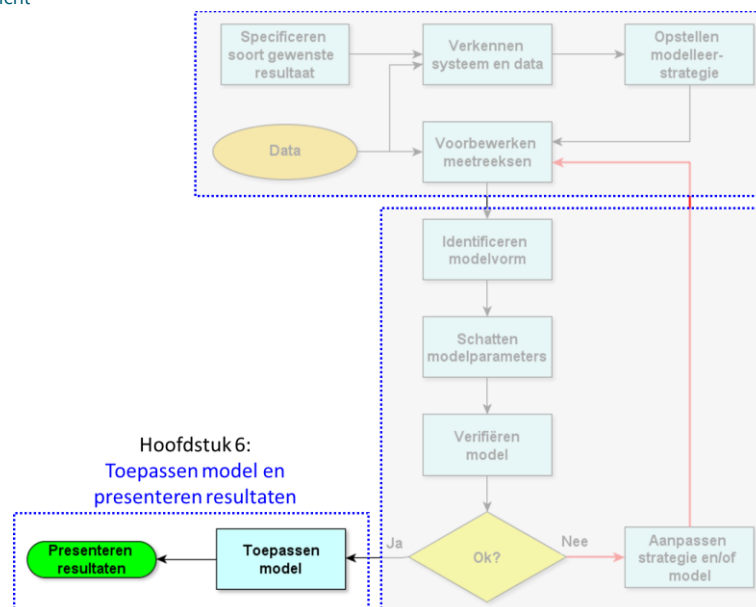 Specificeren
soort gewenste
resultaat
Verkennen
systeem en data
Opstellen
modelleer-
strategie
Data
Voorbewerken
meetreeksen
Identificeren
modelvorm
Schatten
modelparameters
Verifiëren
model
Hoofdstuk 6:
Toepassen model en
presenteren resultaten
Presenteren
resultaten
Toepassen
model
Ja
Ok?
Nee
Aanpassen
strategie en/of
model